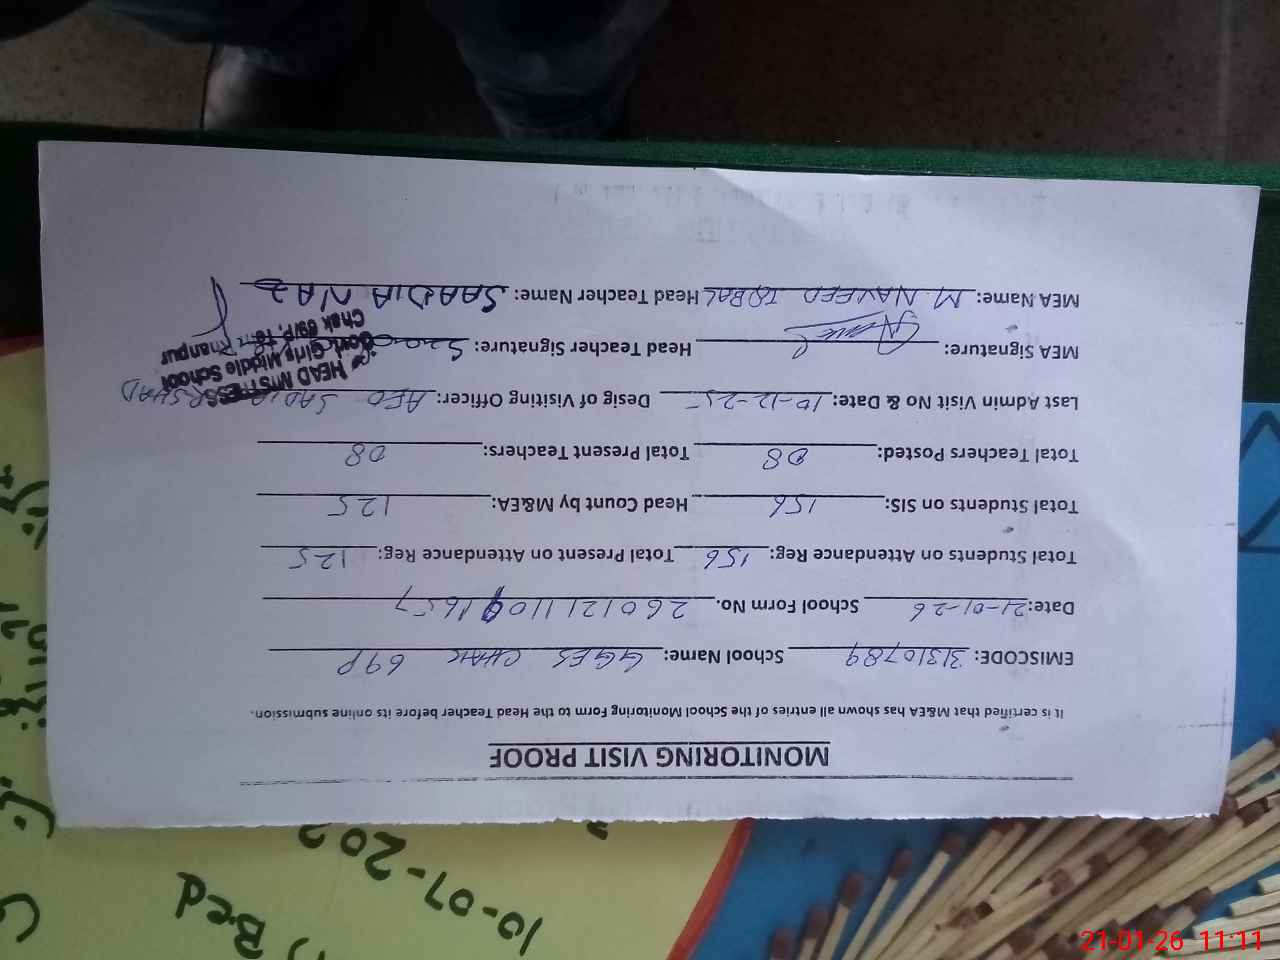 MONITORING VISIT PROOF
It is certified that M&EA has shown all entries of the School Monitoring Form to the Head Teacher before its online submission.
EMISCODE: 31310789 School Name: GGES CHAK 69P
Date: 21-01-26 School Form No. 26012111091657
Total Students on Attendance Reg: 156 Total Present on Attendance Reg: 125
Total Students on SIS: 156 Head Count by M&EA: 125
Total Teachers Posted: 08 Total Present Teachers: 08
Last Admin Visit No & Date: 10-12-25 Desig of Visiting Officer: AEO SADIA ARSHAD
MEA Signature: Head Teacher Signature:
MEA Name: M. NAVEED IQBAL Head Teacher Name: SAADIA NAZ
HEAD MISTRESS
Govt. Girls Middle School
Chak 69/P, Khanpur
10-07-202
Bed
21-01-26 11:11